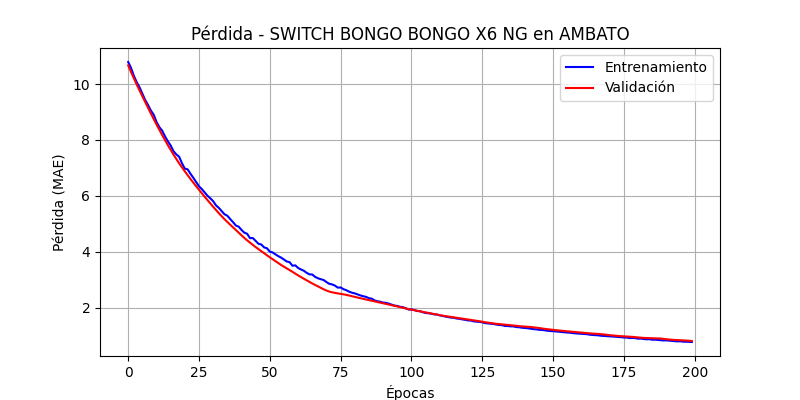 Pérdida - SWITCH BONGO BONGO X6 NG en AMBATO
Entrenamiento
Validación
Pérdida (MAE)
10
8
6
4
2
0 25 50 75 100 125 150 175 200
Épocas